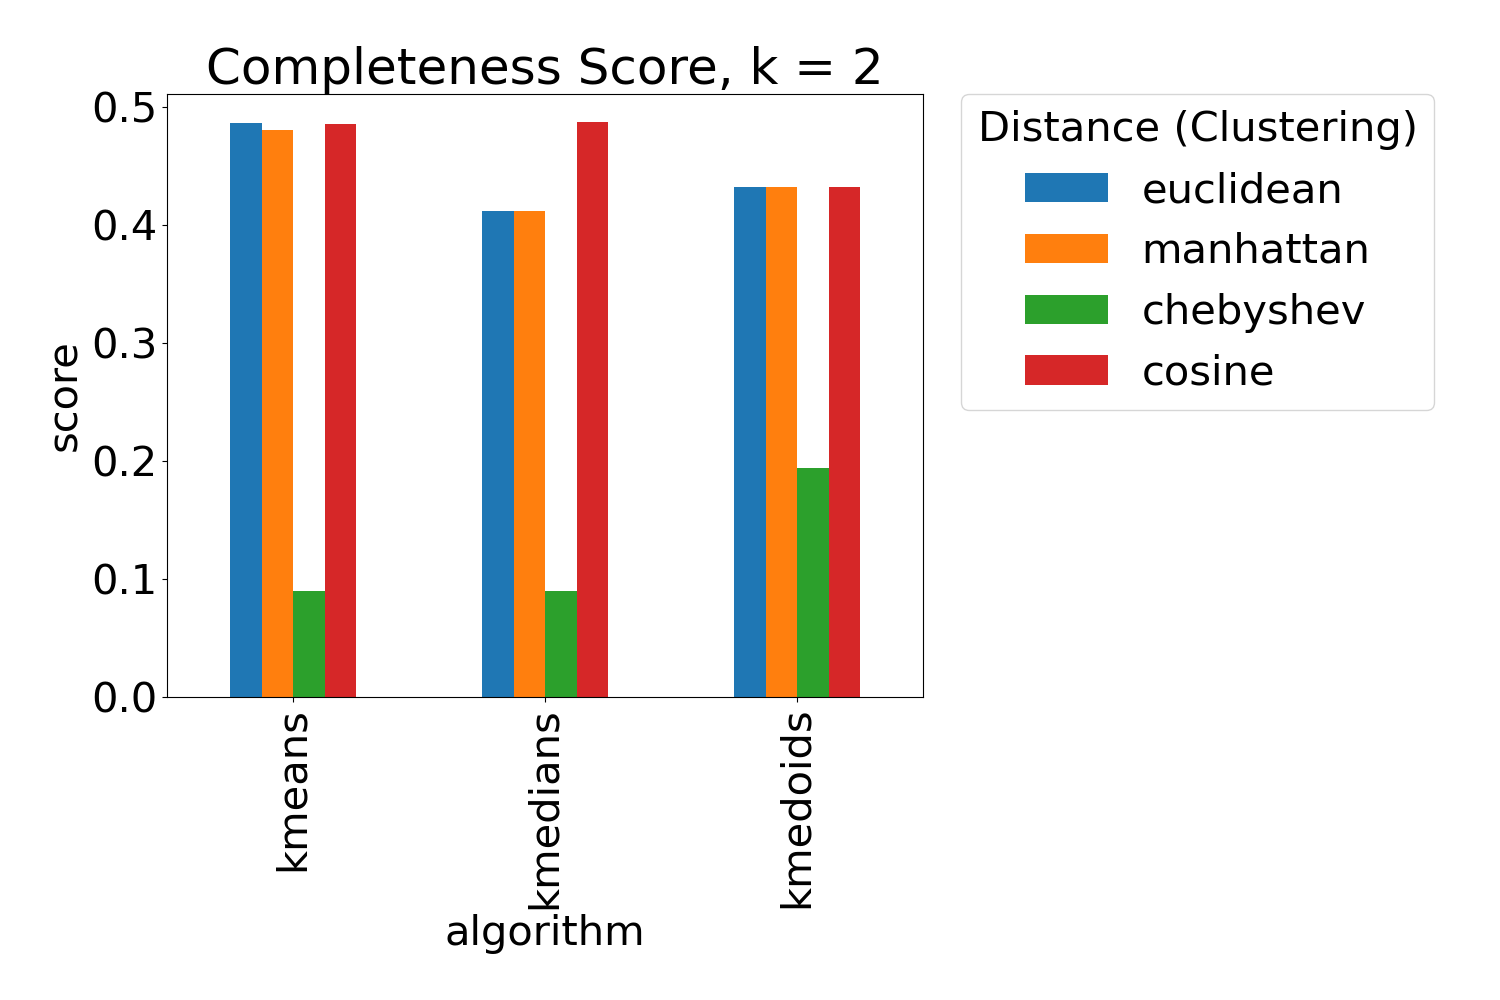 Completeness Score, k = 2
0.5
0.4
0.3
0.2
0.1
0.0
score
kmeans
kmedians
kmedoids
algorithm
Distance (Clustering)
euclidean
manhattan
chebyshev
cosine